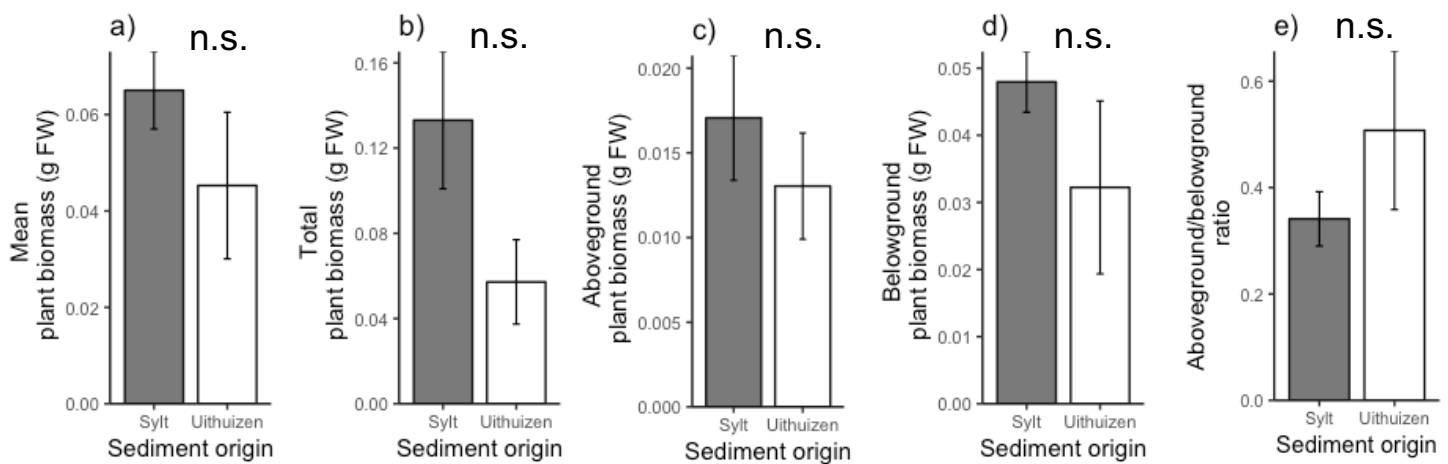 a)
n.s.
Mean
plant biomass (g FW)
0.06
0.04
0.02
0.00
Sylt
Uithuizen
Sediment origin
b)
n.s.
Total
plant biomass (g FW)
0.16
0.12
0.08
0.04
0.00
Sylt
Uithuizen
Sediment origin
c)
n.s.
Aboveground
plant biomass (g FW)
0.020
0.015
0.010
0.005
0.000
Sylt
Uithuizen
Sediment origin
d)
n.s.
Belowground
plant biomass (g FW)
0.05
0.04
0.03
0.02
0.01
0.00
Sylt
Uithuizen
Sediment origin
e)
n.s.
Aboveground/belowground
ratio
0.6
0.4
0.2
0.0
Sylt
Uithuizen
Sediment origin